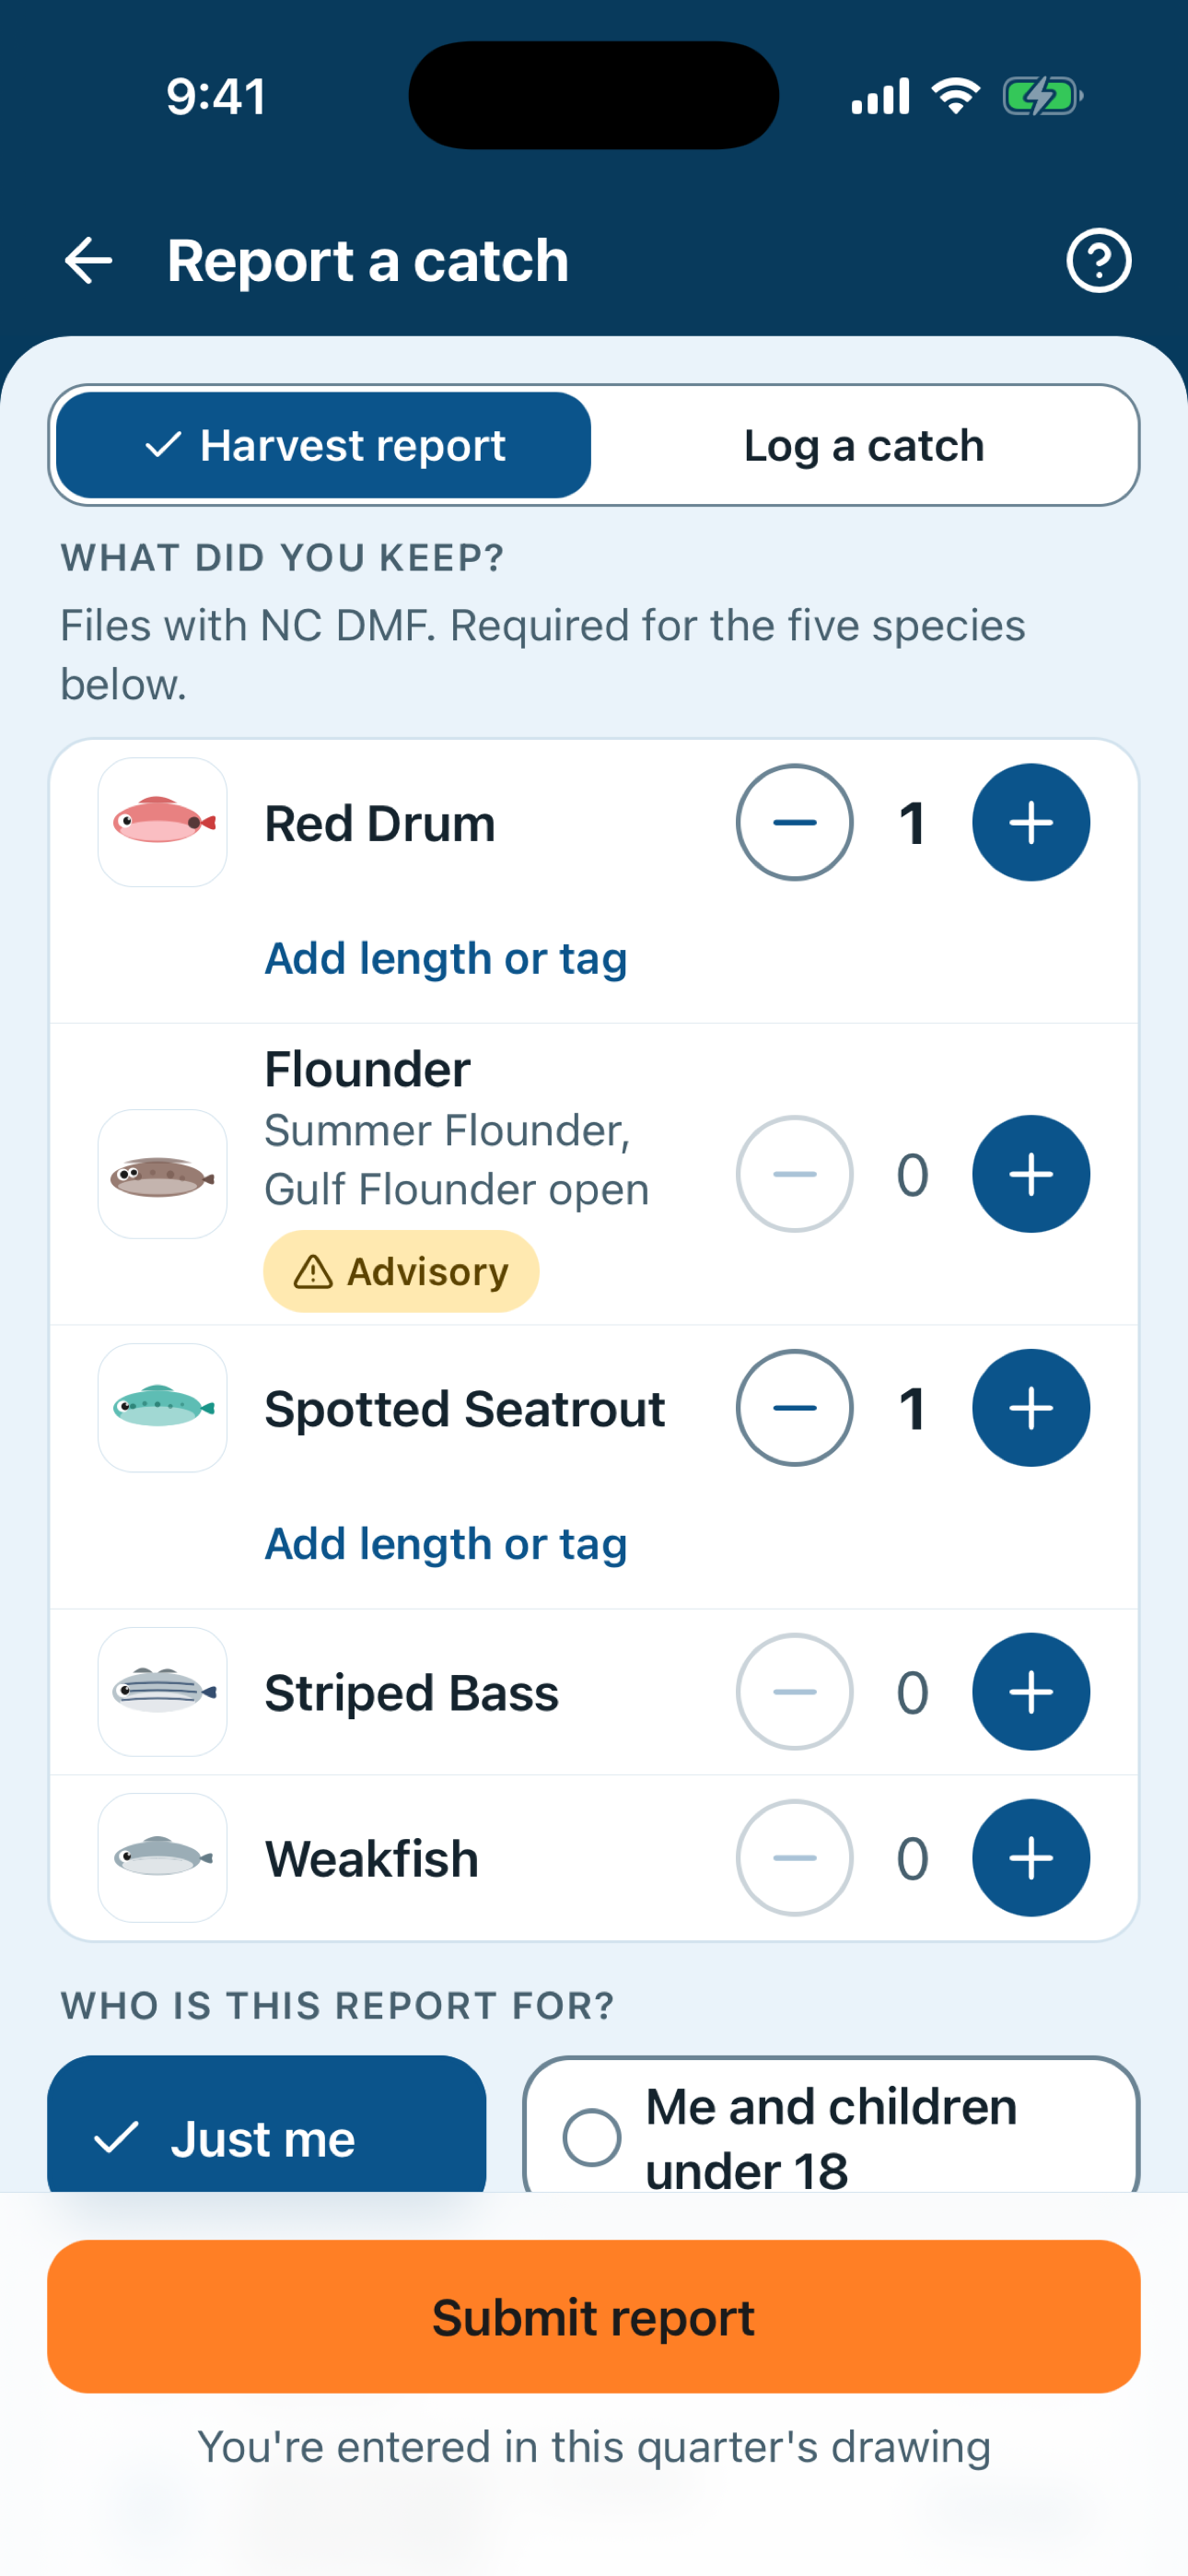 9:41
Report a catch
Harvest report
Log a catch
WHAT DID YOU KEEP?
Files with NC DMF. Required for the five species
below.
Red Drum
1
Add length or tag
Flounder
Summer Flounder,
Gulf Flounder open
Advisory
0
Spotted Seatrout
1
Add length or tag
Striped Bass
0
Weakfish
0
WHO IS THIS REPORT FOR?
Just me
Me and children
under 18
Submit report
You're entered in this quarter's drawing